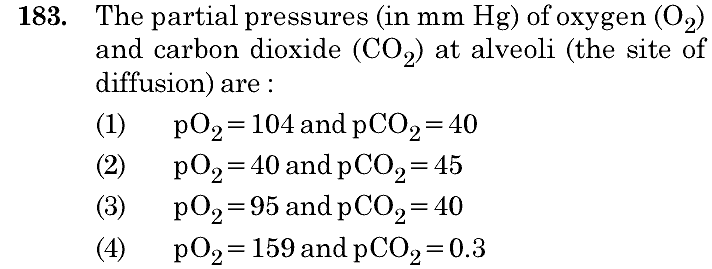 183. The partial pressures (in mm Hg) of oxygen (O₂)
and carbon dioxide (CO₂) at alveoli (the site of
diffusion) are :
(1) pO₂ = 104 and pCO₂ = 40
(2) pO₂ = 40 and pCO₂ = 45
(3) pO₂ = 95 and pCO₂ = 40
(4) pO₂ = 159 and pCO₂ = 0.3